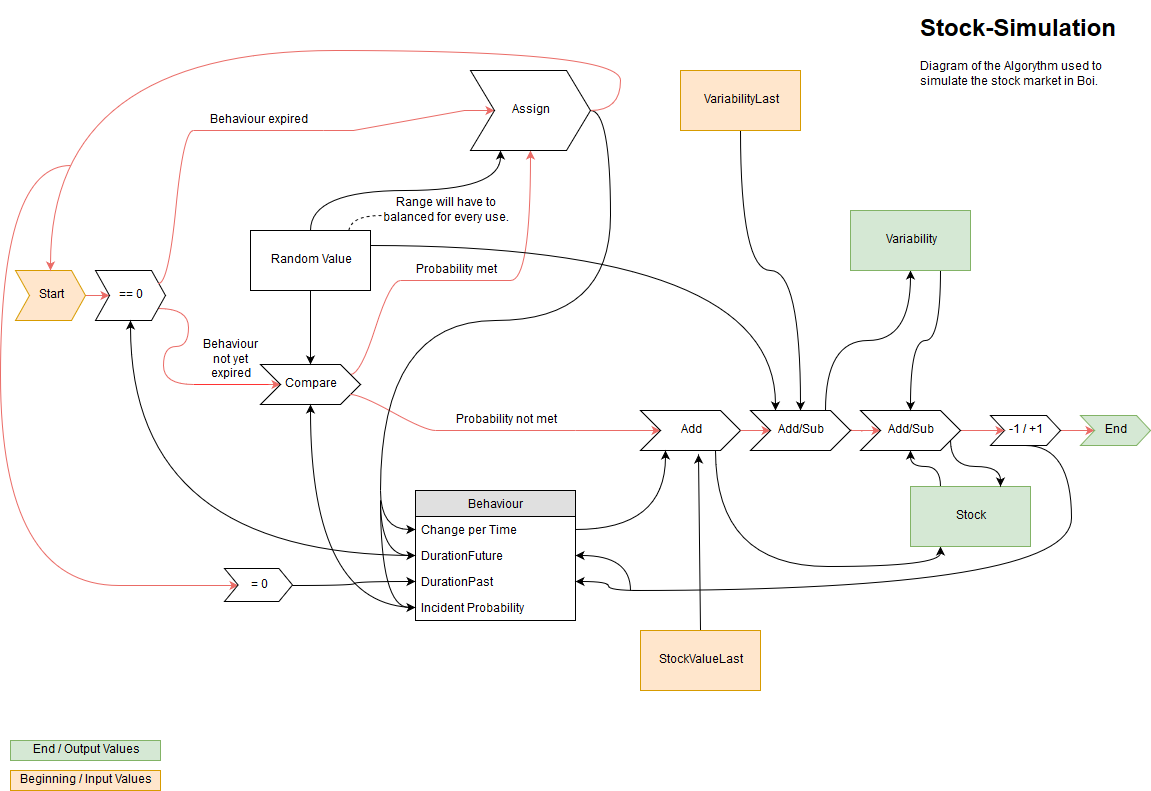 Stock-Simulation
Diagram of the Algorythm used to
simulate the stock market in Boi.
Assign
VariabilityLast
Behaviour expired
Range will have to
balanced for every use.
Variability
Random Value
Probability met
Start
== 0
Behaviour
not yet
expired
Compare
Probability not met
Add
Add/Sub
Add/Sub
-1 / +1
End
Behaviour
Change per Time
DurationFuture
DurationPast
Incident Probability
Stock
= 0
StockValueLast
End / Output Values
Beginning / Input Values